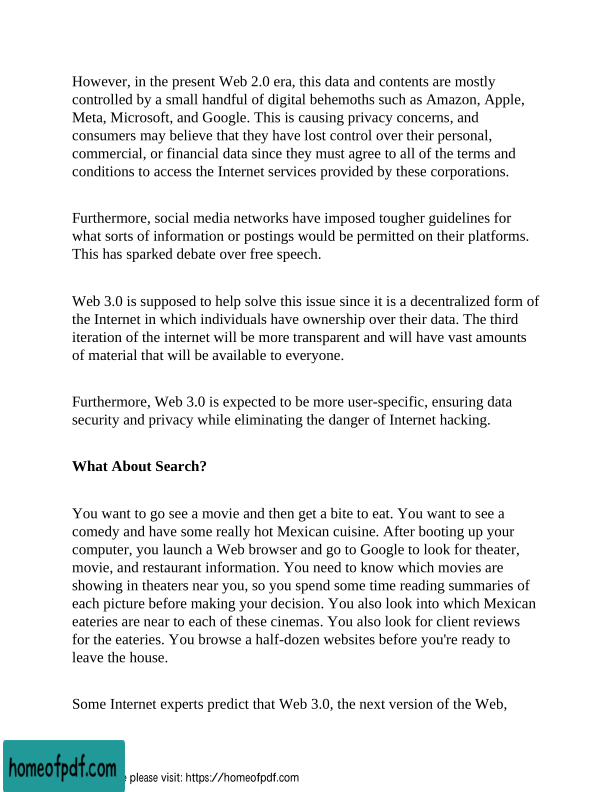 However, in the present Web 2.0 era, this data and contents are mostly
controlled by a small handful of digital behemoths such as Amazon, Apple,
Meta, Microsoft, and Google. This is causing privacy concerns, and
consumers may believe that they have lost control over their personal,
commercial, or financial data since they must agree to all of the terms and
conditions to access the Internet services provided by these corporations.
Furthermore, social media networks have imposed tougher guidelines for
what sorts of information or postings would be permitted on their platforms.
This has sparked debate over free speech.
Web 3.0 is supposed to help solve this issue since it is a decentralized form of
the Internet in which individuals have ownership over their data. The third
iteration of the internet will be more transparent and will have vast amounts
of material that will be available to everyone.
Furthermore, Web 3.0 is expected to be more user-specific, ensuring data
security and privacy while eliminating the danger of Internet hacking.
What About Search?
You want to go see a movie and then get a bite to eat. You want to see a
comedy and have some really hot Mexican cuisine. After booting up your
computer, you launch a Web browser and go to Google to look for theater,
movie, and restaurant information. You need to know which movies are
showing in theaters near you, so you spend some time reading summaries of
each picture before making your decision. You also look into which Mexican
eateries are near to each of these cinemas. You also look for client reviews
for the eateries. You browse a half-dozen websites before you're ready to
leave the house.
Some Internet experts predict that Web 3.0, the next version of the Web,
homeofpdf.com
please visit: https://homeofpdf.com